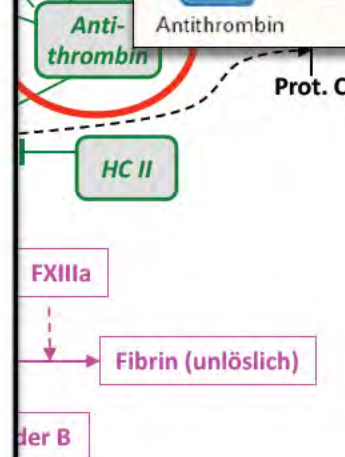 Anti-
thrombin
Antithrombin
Prot. C
HC II
FXIIIa
Fibrin (unlöslich)
der B